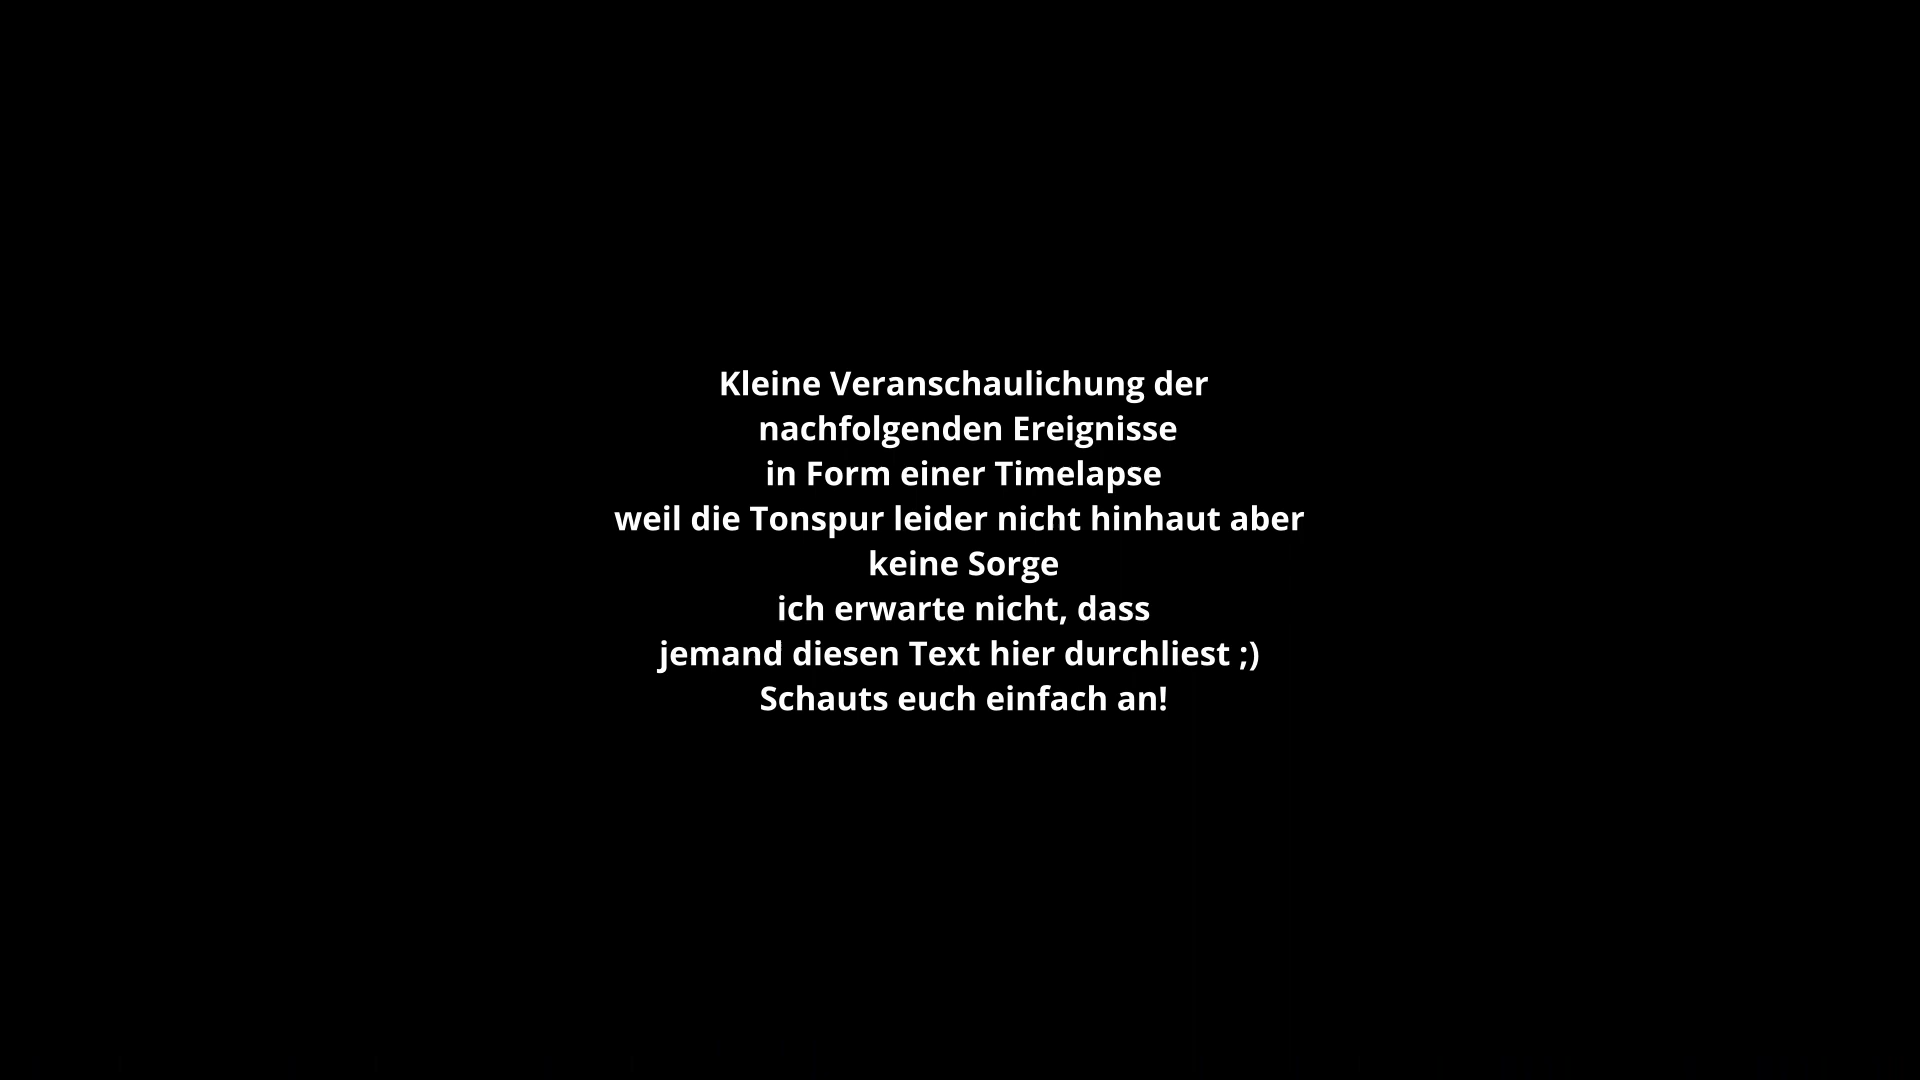 Kleine Veranschaulichung der
nachfolgenden Ereignisse
in Form einer Timelapse
weil die Tonspur leider nicht hinhaut aber
keine Sorge
ich erwarte nicht, dass
jemand diesen Text hier durchliest ;)
Schauts euch einfach an!